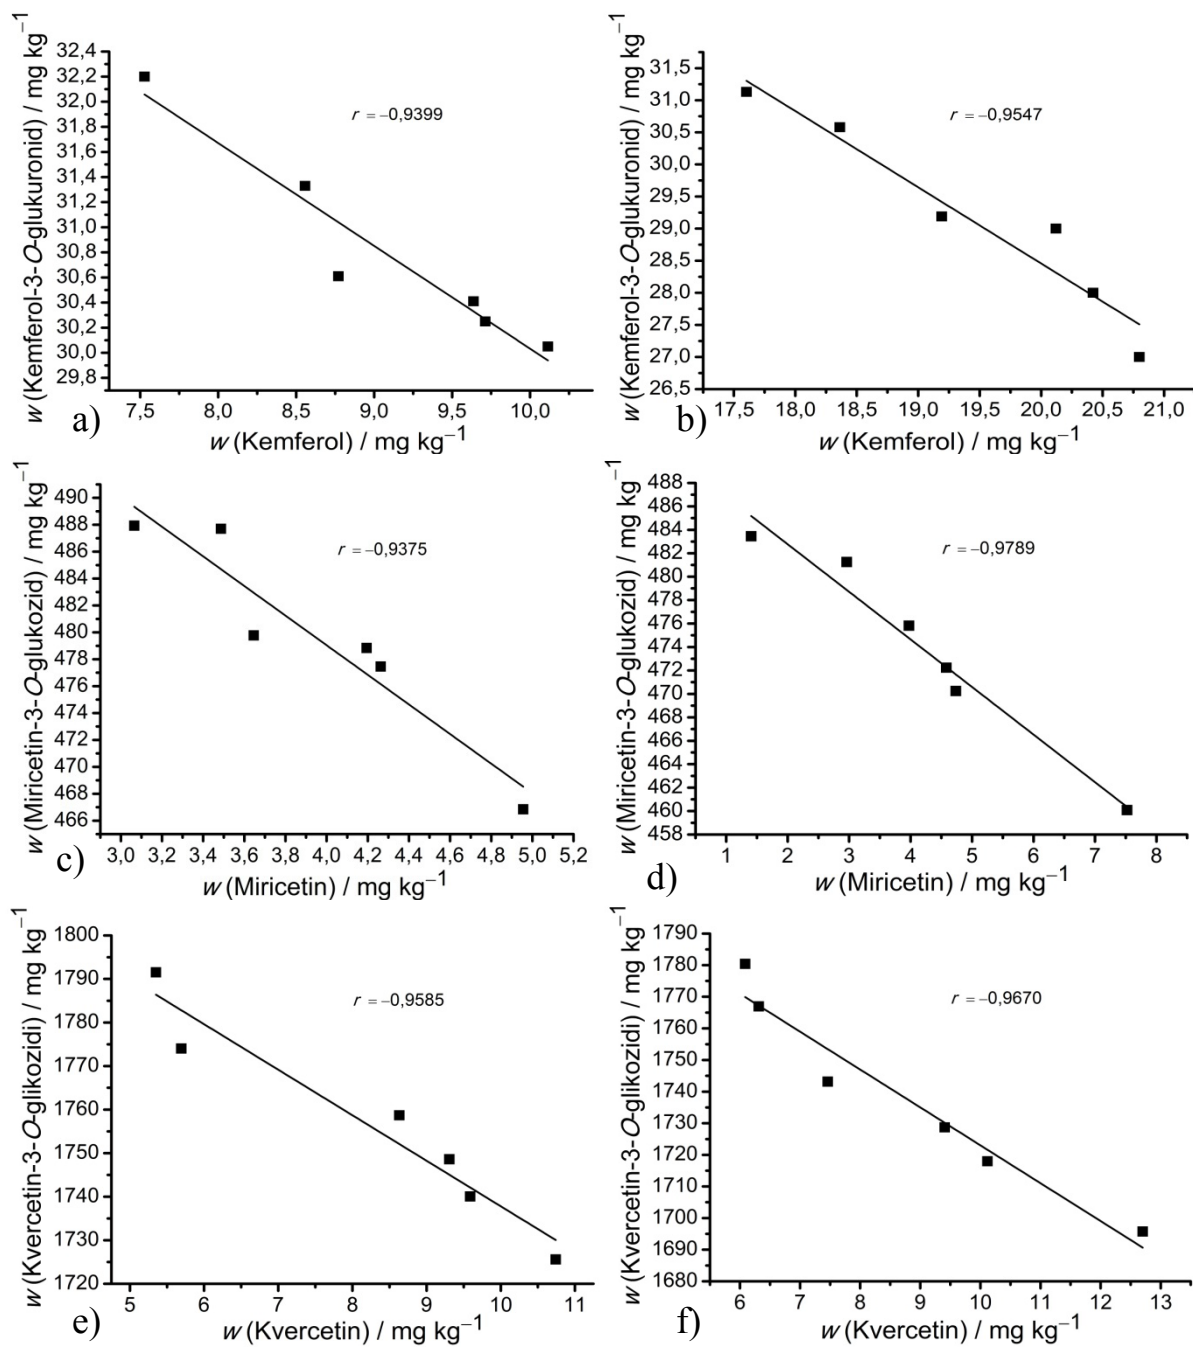 w (Kemferol-3-O-glukuronid) / mg kg⁻¹
32,4
32,2
32,0
31,8
31,6
31,4
31,2
31,0
30,8
30,6
30,4
30,2
30,0
29,8
r = −0,9399
7,5 8,0 8,5 9,0 9,5 10,0
a)
w (Kemferol) / mg kg⁻¹
w (Kemferol-3-O-glukuronid) / mg kg⁻¹
31,5
31,0
30,5
30,0
29,5
29,0
28,5
28,0
27,5
27,0
26,5
r = −0,9547
17,5 18,0 18,5 19,0 19,5 20,0 20,5 21,0
b)
w (Kemferol) / mg kg⁻¹
w (Miricetin-3-O-glukozid) / mg kg⁻¹
490
488
486
484
482
480
478
476
474
472
470
468
466
r = −0,9375
3,0 3,2 3,4 3,6 3,8 4,0 4,2 4,4 4,6 4,8 5,0 5,2
c)
w (Miricetin) / mg kg⁻¹
w (Miricetin-3-O-glukozid) / mg kg⁻¹
488
486
484
482
480
478
476
474
472
470
468
466
464
462
460
458
r = −0,9789
1 2 3 4 5 6 7 8
d)
w (Miricetin) / mg kg⁻¹
w (Kvercetin-3-O-glikozidi) / mg kg⁻¹
1800
1790
1780
1770
1760
1750
1740
1730
1720
r = −0,9585
5 6 7 8 9 10 11
e)
w (Kvercetin) / mg kg⁻¹
w (Kvercetin-3-O-glikozidi) / mg kg⁻¹
1790
1780
1770
1760
1750
1740
1730
1720
1710
1700
1690
1680
r = −0,9670
6 7 8 9 10 11 12 13
f)
w (Kvercetin) / mg kg⁻¹